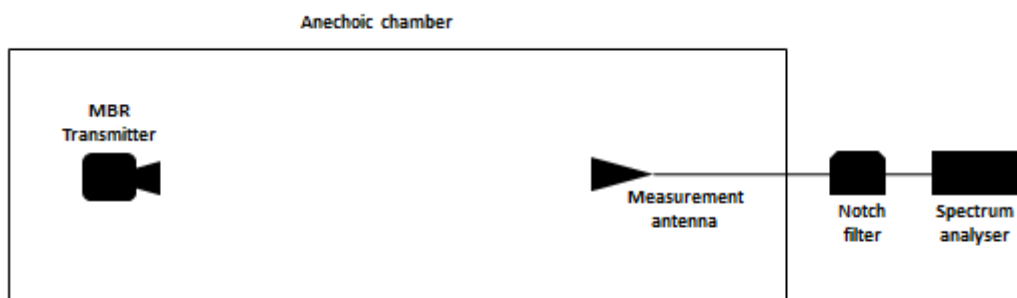 Anechoic chamber
MBR
Transmitter
Measurement
antenna
Notch
filter
Spectrum
analyser